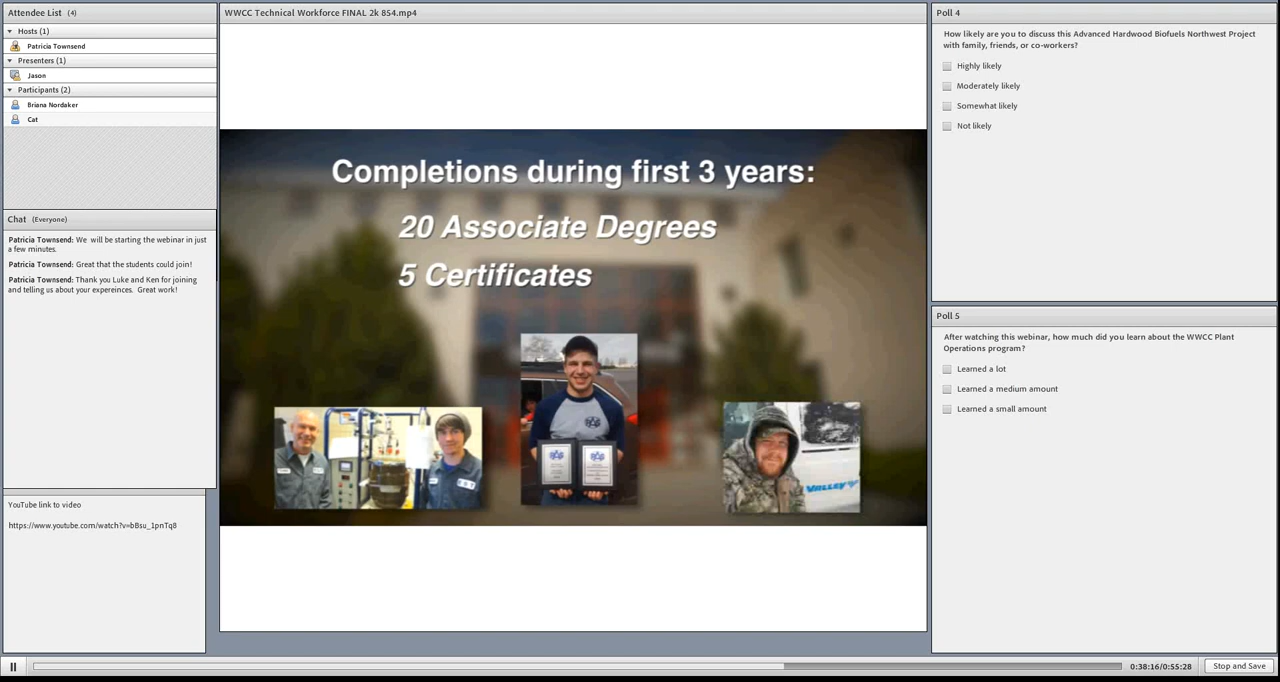 Attendee List (4)
Hosts (1)
Patricia Townsend
Presenters (1)
Jason
Participants (2)
Briana Nordaker
Cat
Chat (Everyone)
Patricia Townsend: We will be starting the webinar in just
a few minutes.
Patricia Townsend: Great that the students could join!
Patricia Townsend: Thank you Luke and Ken for joining
and telling us about your expereinces. Great work!
YouTube link to video
https://www.youtube.com/watch?v=bBsu_1pnTq8
WWCC Technical Workforce FINAL 2k 854.mp4
Completions during first 3 years:
20 Associate Degrees
5 Certificates
VALLEY
Poll 4
How likely are you to discuss this Advanced Hardwood Biofuels Northwest Project
with family, friends, or co-workers?
Highly likely
Moderately likely
Somewhat likely
Not likely
Poll 5
After watching this webinar, how much did you learn about the WWCC Plant
Operations program?
Learned a lot
Learned a medium amount
Learned a small amount
0:38:16/0:55:28
Stop and Save